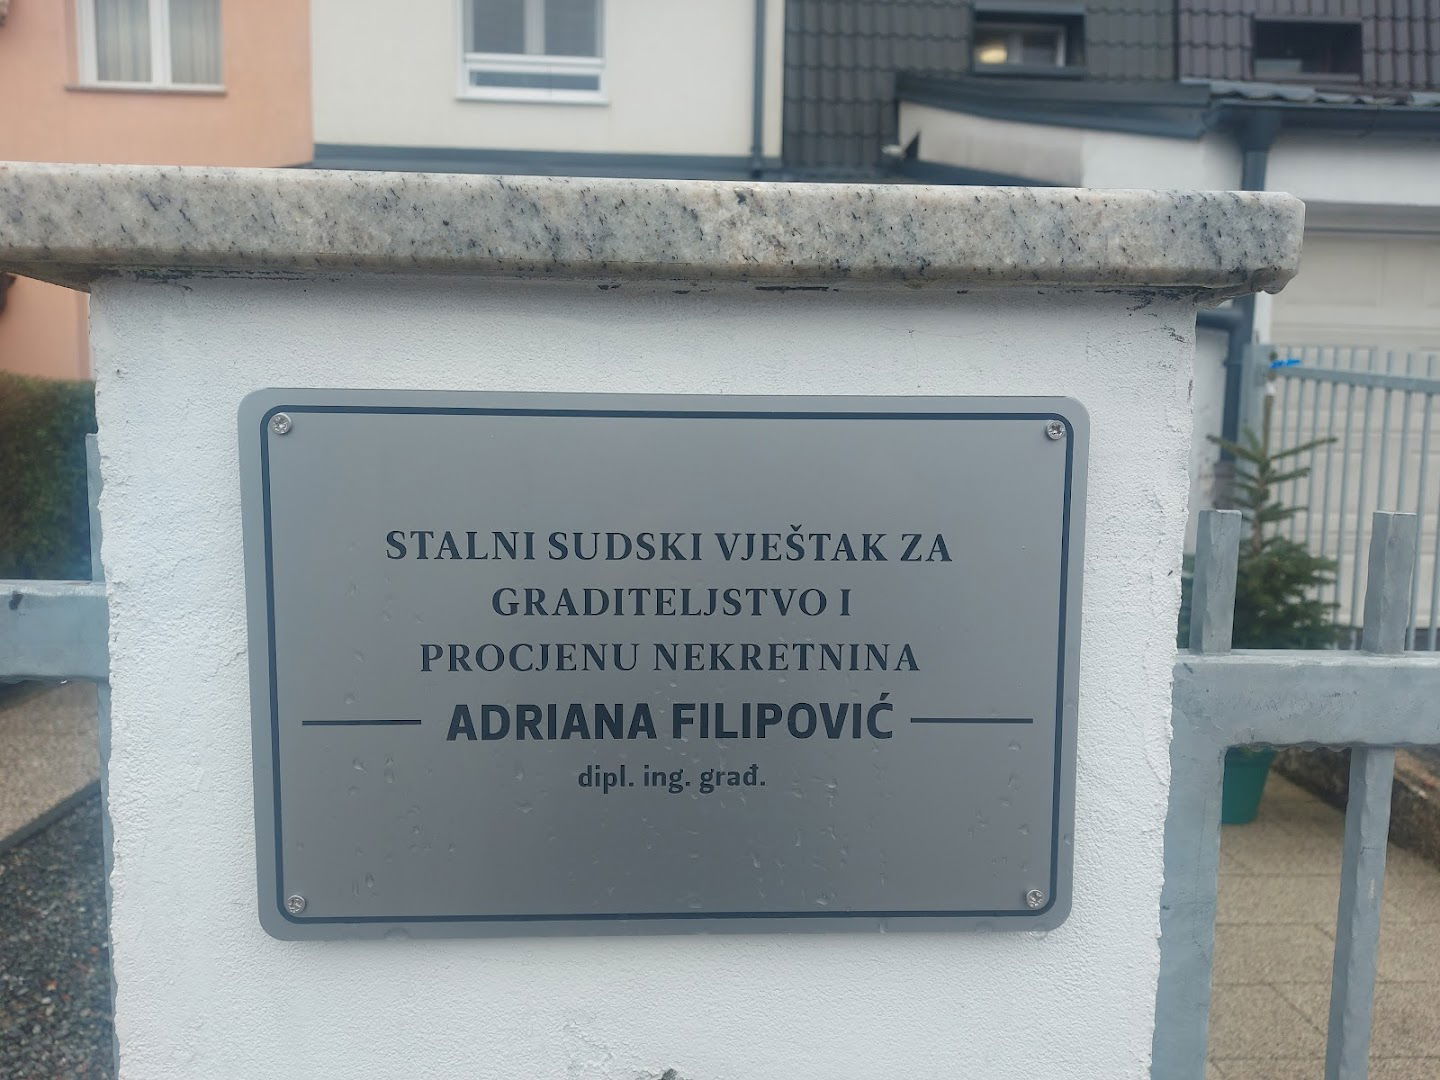 STALNI SUDSKI VJEŠTAK ZA
GRADITELJSTVO I
PROCJENU NEKRETNINA
ADRIANA FILIPOVIĆ
dipl. ing. građ.